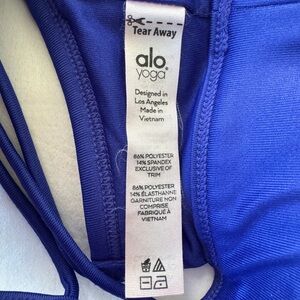 Tear Away
alo
yoga
Designed in
Los Angeles
Made in
Vietnam
86% POLYESTER
14% SPANDEX
EXCLUSIVE OF
TRIM
86% POLYESTER
14% ÉLASTHANNE
GARNITURE NON
COMPRISE
FABRIQUÉ À
VIETNAM